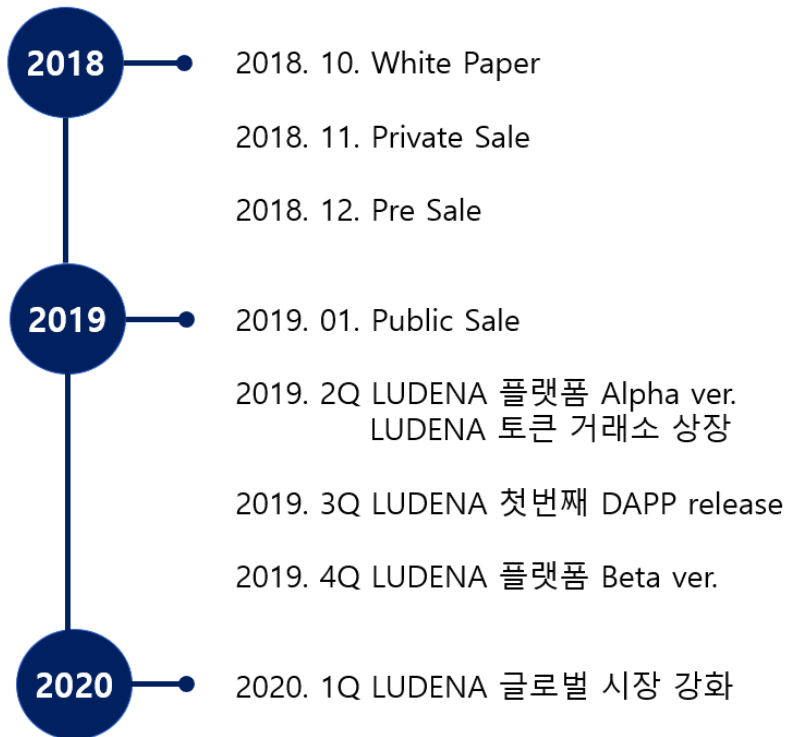 2018
2018. 10. White Paper
2018. 11. Private Sale
2018. 12. Pre Sale
2019
2019. 01. Public Sale
2019. 2Q LUDENA 플랫폼 Alpha ver.
LUDENA 토큰 거래소 상장
2019. 3Q LUDENA 첫번째 DAPP release
2019. 4Q LUDENA 플랫폼 Beta ver.
2020
2020. 1Q LUDENA 글로벌 시장 강화